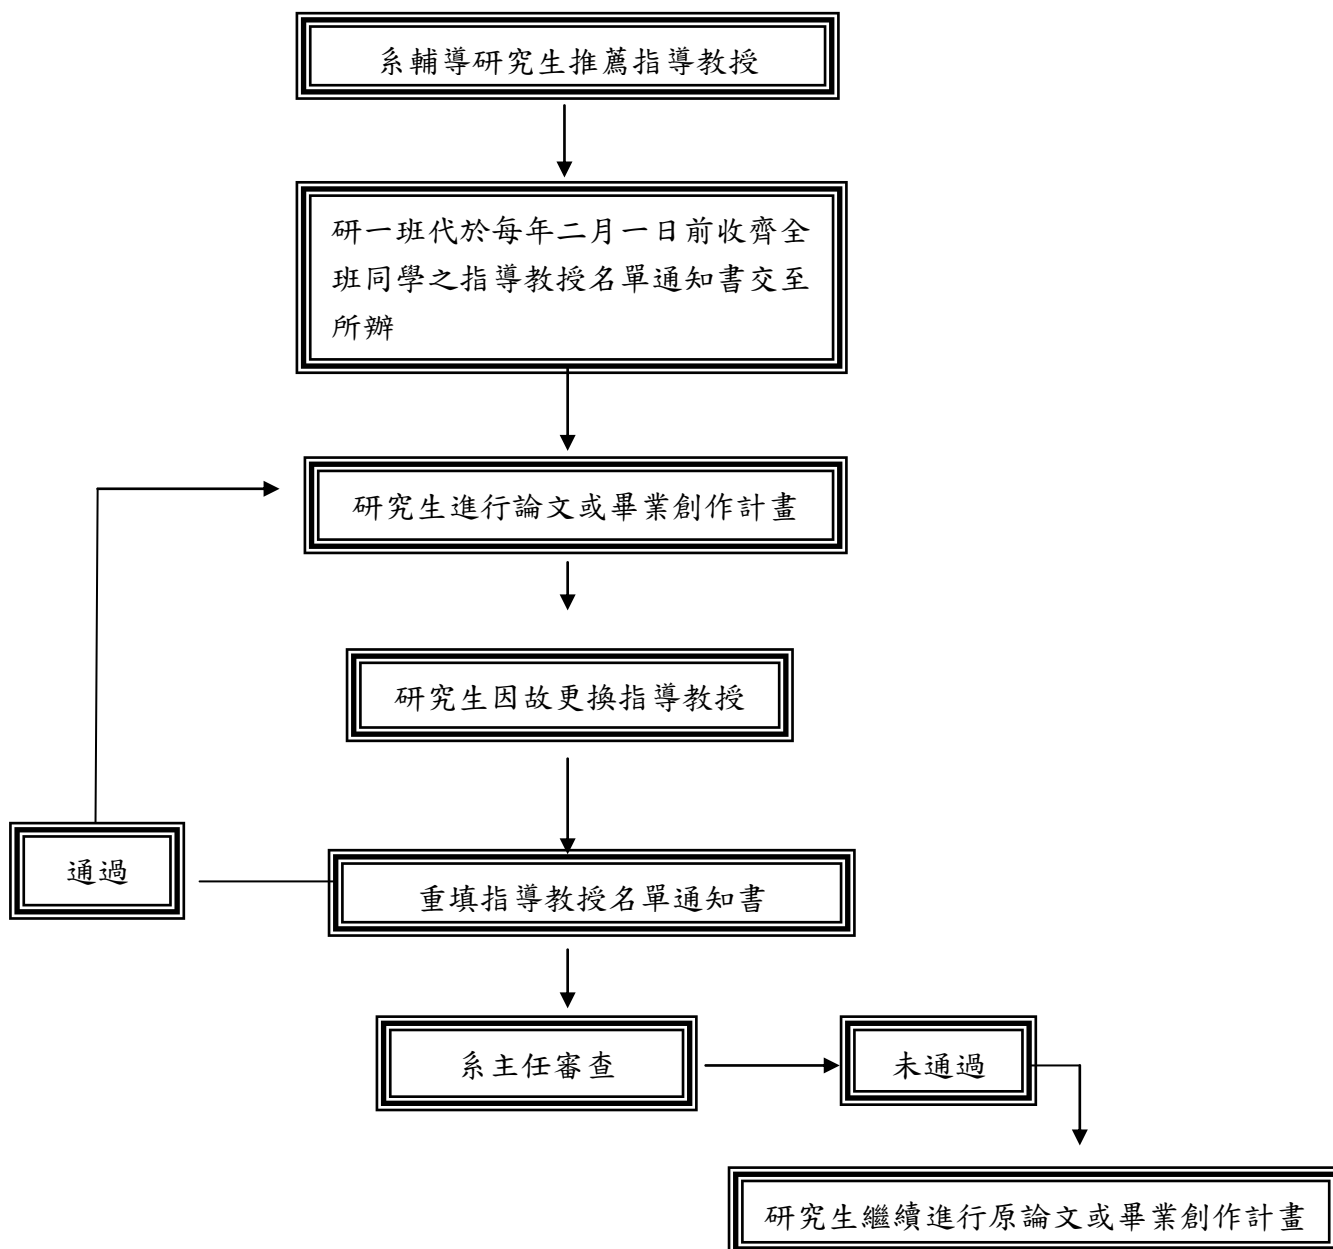 系輔導研究生推薦指導教授
研一班代於每年二月一日前收齊全
班同學之指導教授名單通知書交至
所辦
研究生進行論文或畢業創作計畫
研究生因故更換指導教授
通過
重填指導教授名單通知書
系主任審查
未通過
研究生繼續進行原論文或畢業創作計畫